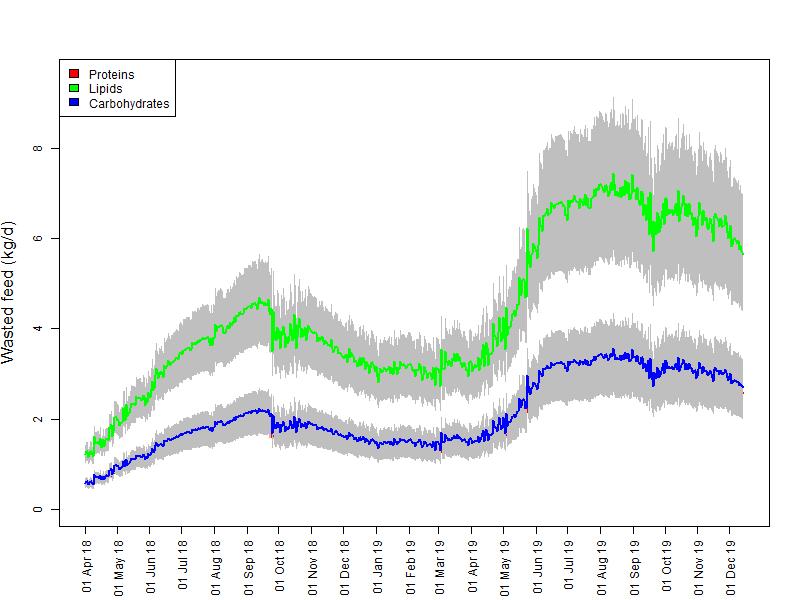 Proteins
Lipids
Carbohydrates
Wasted feed (kg/d)
8
6
4
2
0
01 Apr 18
01 May 18
01 Jun 18
01 Jul 18
01 Aug 18
01 Sep 18
01 Oct 18
01 Nov 18
01 Dec 18
01 Jan 19
01 Feb 19
01 Mar 19
01 Apr 19
01 May 19
01 Jun 19
01 Jul 19
01 Aug 19
01 Sep 19
01 Oct 19
01 Nov 19
01 Dec 19